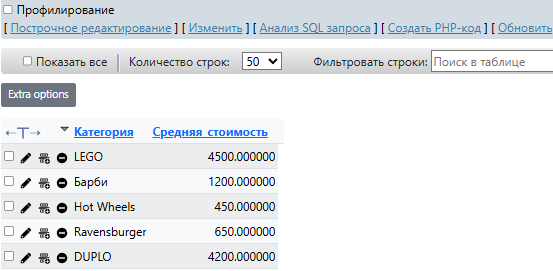 Профилирование
[ Построчное редактирование ] [ Изменить ] [ Анализ SQL запроса ] [ Создать PHP-код ] [ Обновить
Показать все Количество строк: 50 Фильтровать строки: Поиск в таблице
Extra options
←T→ Категория Средняя_стоимость
LEGO 4500.000000
Барби 1200.000000
Hot Wheels 450.000000
Ravensburger 650.000000
DUPLO 4200.000000